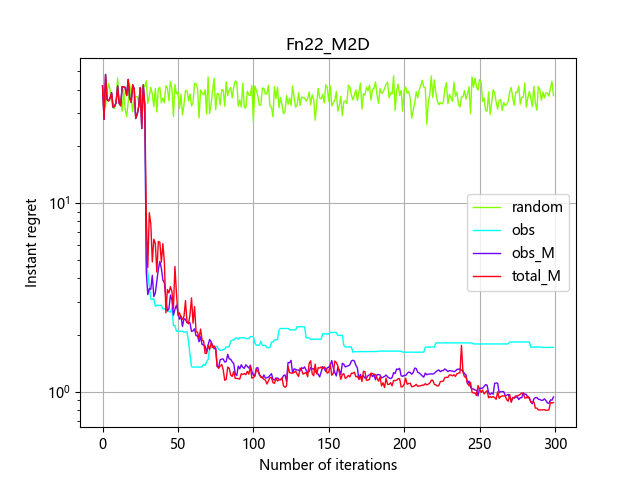 Fn22_M2D
Instant regret
10^1
10^0
random
obs
obs_M
total_M
0 50 100 150 200 250 300
Number of iterations